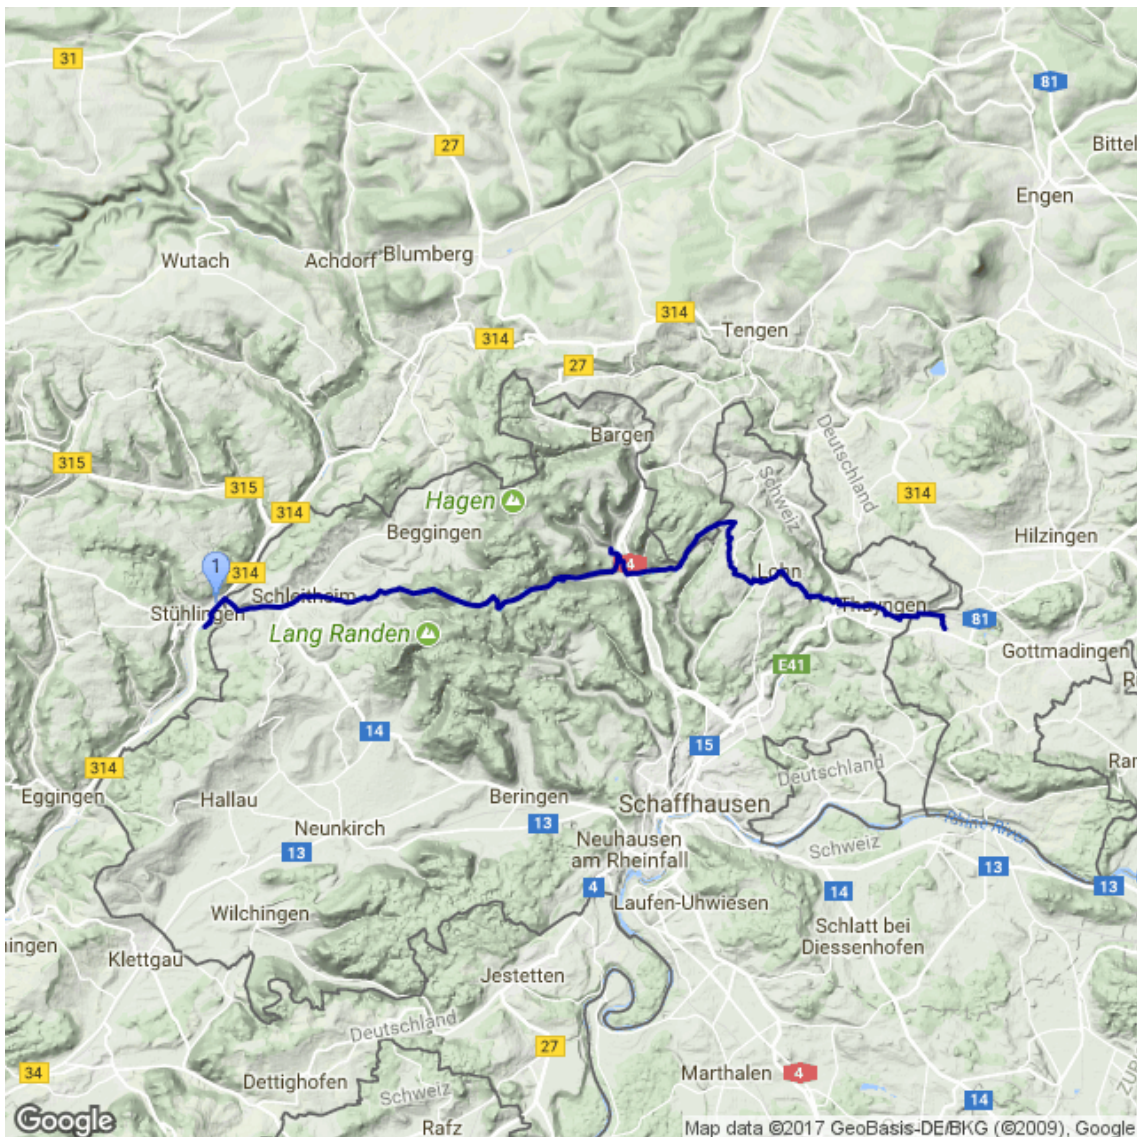 31
81
27
Bittel
Engen
Wutach
Achdorf
Blumberg
314
314
Tengen
27
Bargen
Deutschland
Schweiz
315
315
314
314
Hagen
Beggingen
Hilzingen
1
314
4
Lohn
Schleitheim
Stühlingen
Thayngen
81
Lang Randen
Gottmadingen
E41
14
15
314
Deutschland
Eggingen
Hallau
Beringen
Schaffhausen
Neunkirch
13
Neuhausen
am Rheinfall
Rhine River
Schweiz
13
13
13
4
14
Laufen-Uhwiesen
Wilchingen
Schlatt bei
Diessenhofen
Klettgau
Jestetten
Deutschland
27
34
Dettighofen
Marthalen
4
Schweiz
14
Rafz
Google
Map data ©2017 GeoBasis-DE/BKG (©2009), Google